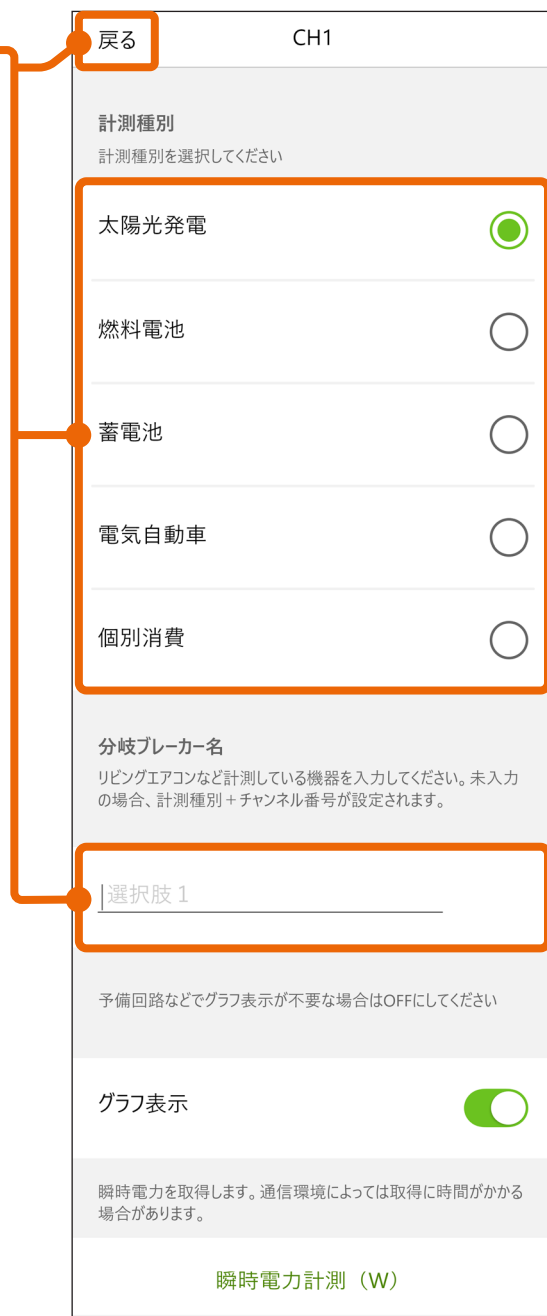 戻る
CH1
計測種別
計測種別を選択してください
太陽光発電
燃料電池
蓄電池
電気自動車
個別消費
分岐ブレーカー名
リビングエアコンなど計測している機器を入力してください。未入力
の場合、計測種別＋チャンネル番号が設定されます。
選択肢１
予備回路などでグラフ表示が不要な場合はOFFにしてください
グラフ表示
瞬時電力を取得します。通信環境によっては取得に時間がかかる
場合があります。
瞬時電力計測（W）